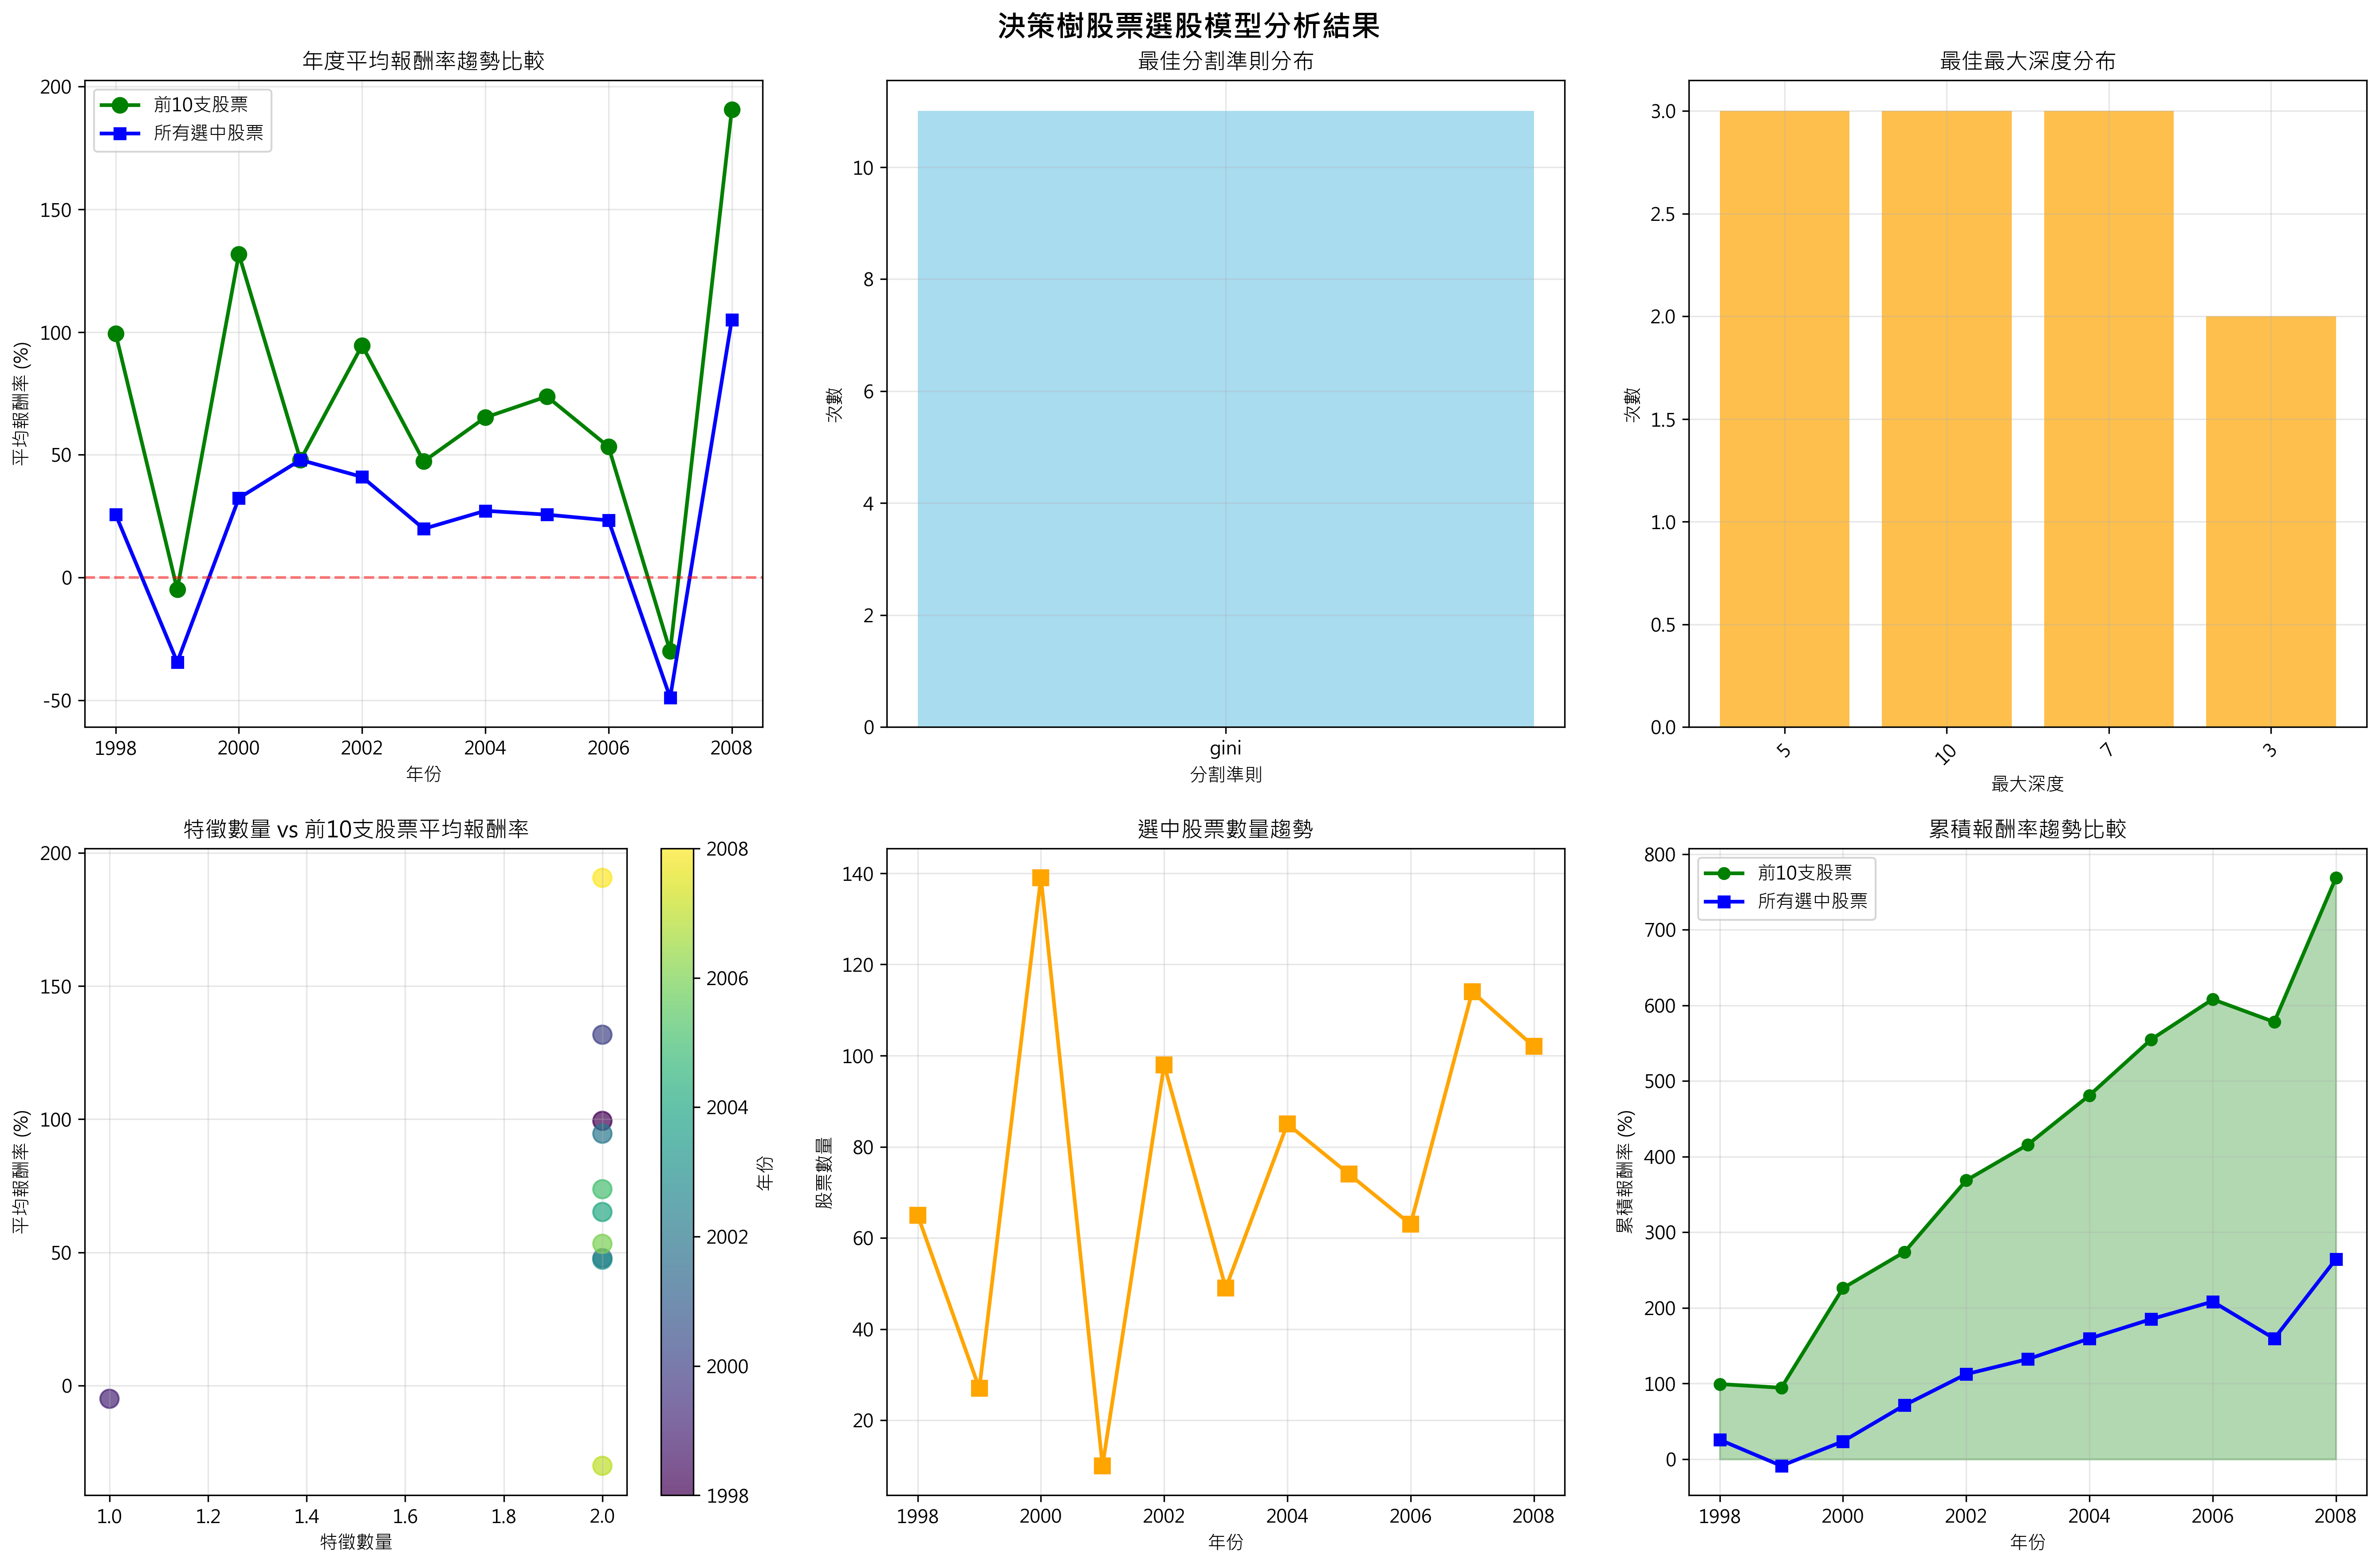 決策樹股票選股模型分析結果
年度平均報酬率趨勢比較
前10支股票
所有選中股票
平均報酬率 (%)
200
150
100
50
0
-50
1998
2000
2002
2004
2006
2008
年份
最佳分割準則分布
次數
10
8
6
4
2
0
gini
分割準則
最佳最大深度分布
次數
3.0
2.5
2.0
1.5
1.0
0.5
0.0
5
10
7
3
最大深度
特徵數量 vs 前10支股票平均報酬率
平均報酬率 (%)
200
150
100
50
0
1.0
1.2
1.4
1.6
1.8
2.0
特徵數量
2008
2006
2004
2002
2000
1998
年份
選中股票數量趨勢
股票數量
140
120
100
80
60
40
20
1998
2000
2002
2004
2006
2008
年份
累積報酬率趨勢比較
前10支股票
所有選中股票
累積報酬率 (%)
800
700
600
500
400
300
200
100
0
1998
2000
2002
2004
2006
2008
年份